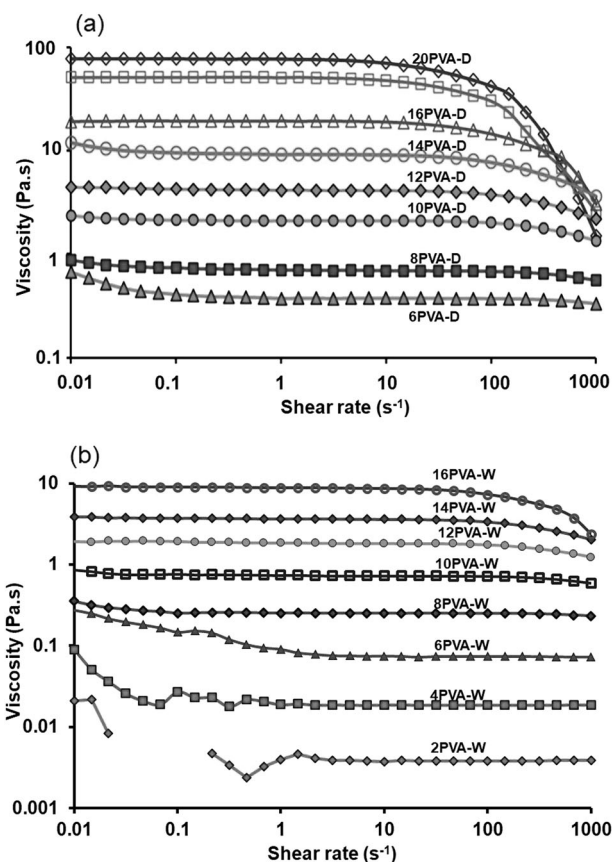 (a)
100
10
1
0.1
Viscosity (Pa.s)
20PVA-D
16PVA-D
14PVA-D
12PVA-D
10PVA-D
8PVA-D
6PVA-D
0.01 0.1 1 10 100 1000
Shear rate (s⁻¹)
(b)
10
1
0.1
0.01
0.001
Viscosity (Pa.s)
16PVA-W
14PVA-W
12PVA-W
10PVA-W
8PVA-W
6PVA-W
4PVA-W
2PVA-W
0.01 0.1 1 10 100 1000
Shear rate (s⁻¹)